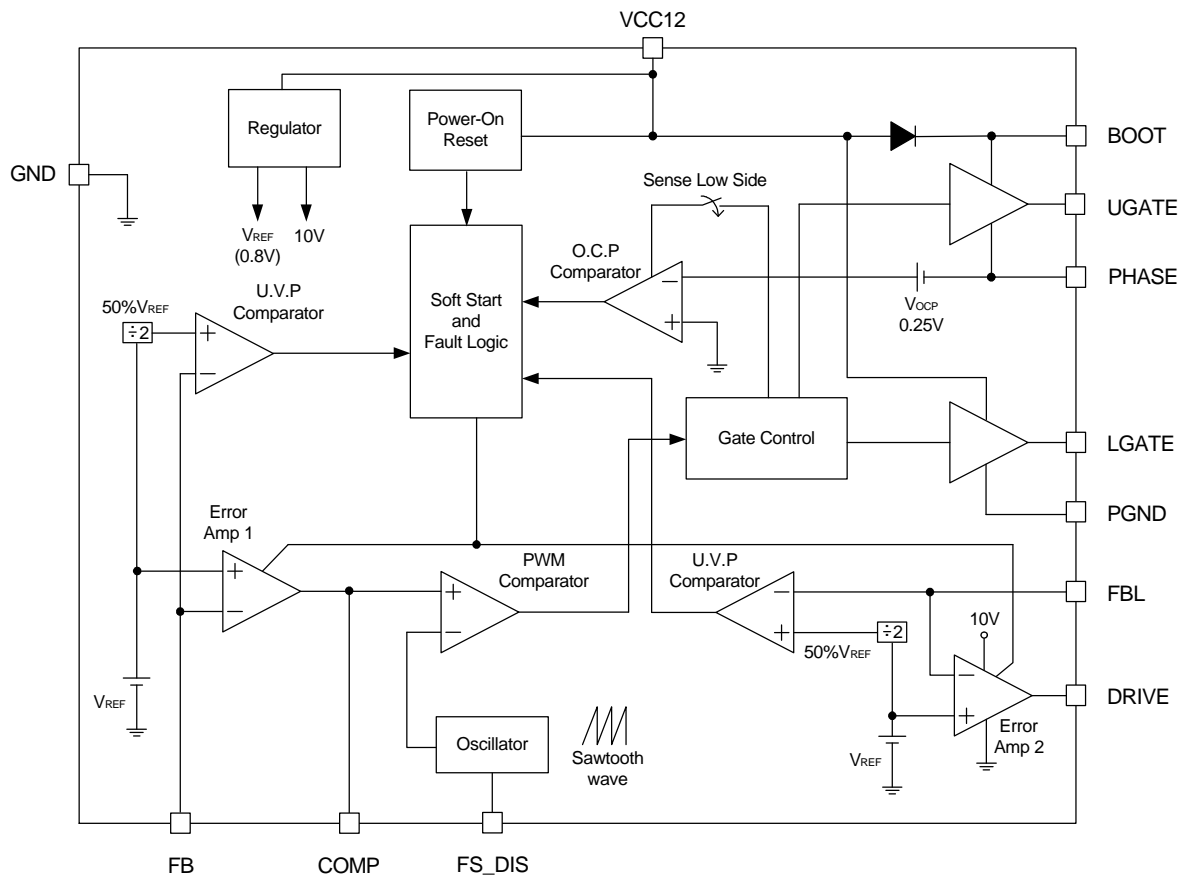 VCC12
Regulator
Power-On
Reset
BOOT
GND
Sense Low Side
UGATE
VREF
(0.8V)
10V
O.C.P
Comparator
PHASE
U.V.P
Comparator
Soft Start
and
Fault Logic
VOCP
0.25V
50%VREF
÷2
Gate Control
LGATE
Error
Amp 1
PGND
PWM
Comparator
U.V.P
Comparator
FBL
10V
÷2
50%VREF
VREF
DRIVE
Oscillator
Sawtooth
wave
Error
Amp 2
VREF
FB
COMP
FS_DIS